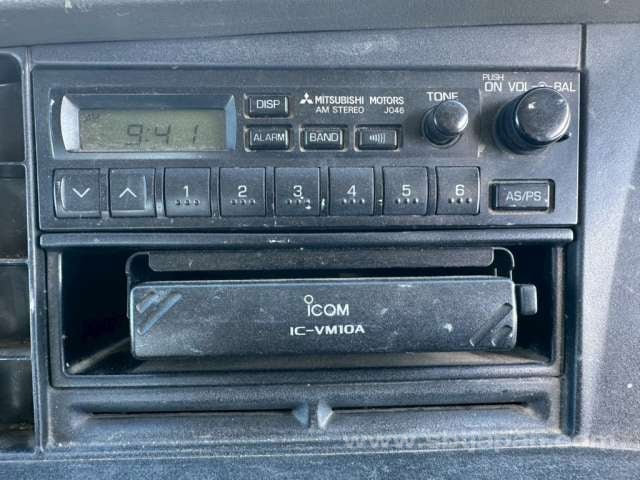 PUSH
ON VOL BAL
DISP MITSUBISHI MOTORS TONE
AM STEREO J046
9:41
ALARM BAND
1 2 3 4 5 6 AS/PS
ICOM
IC-VM10A